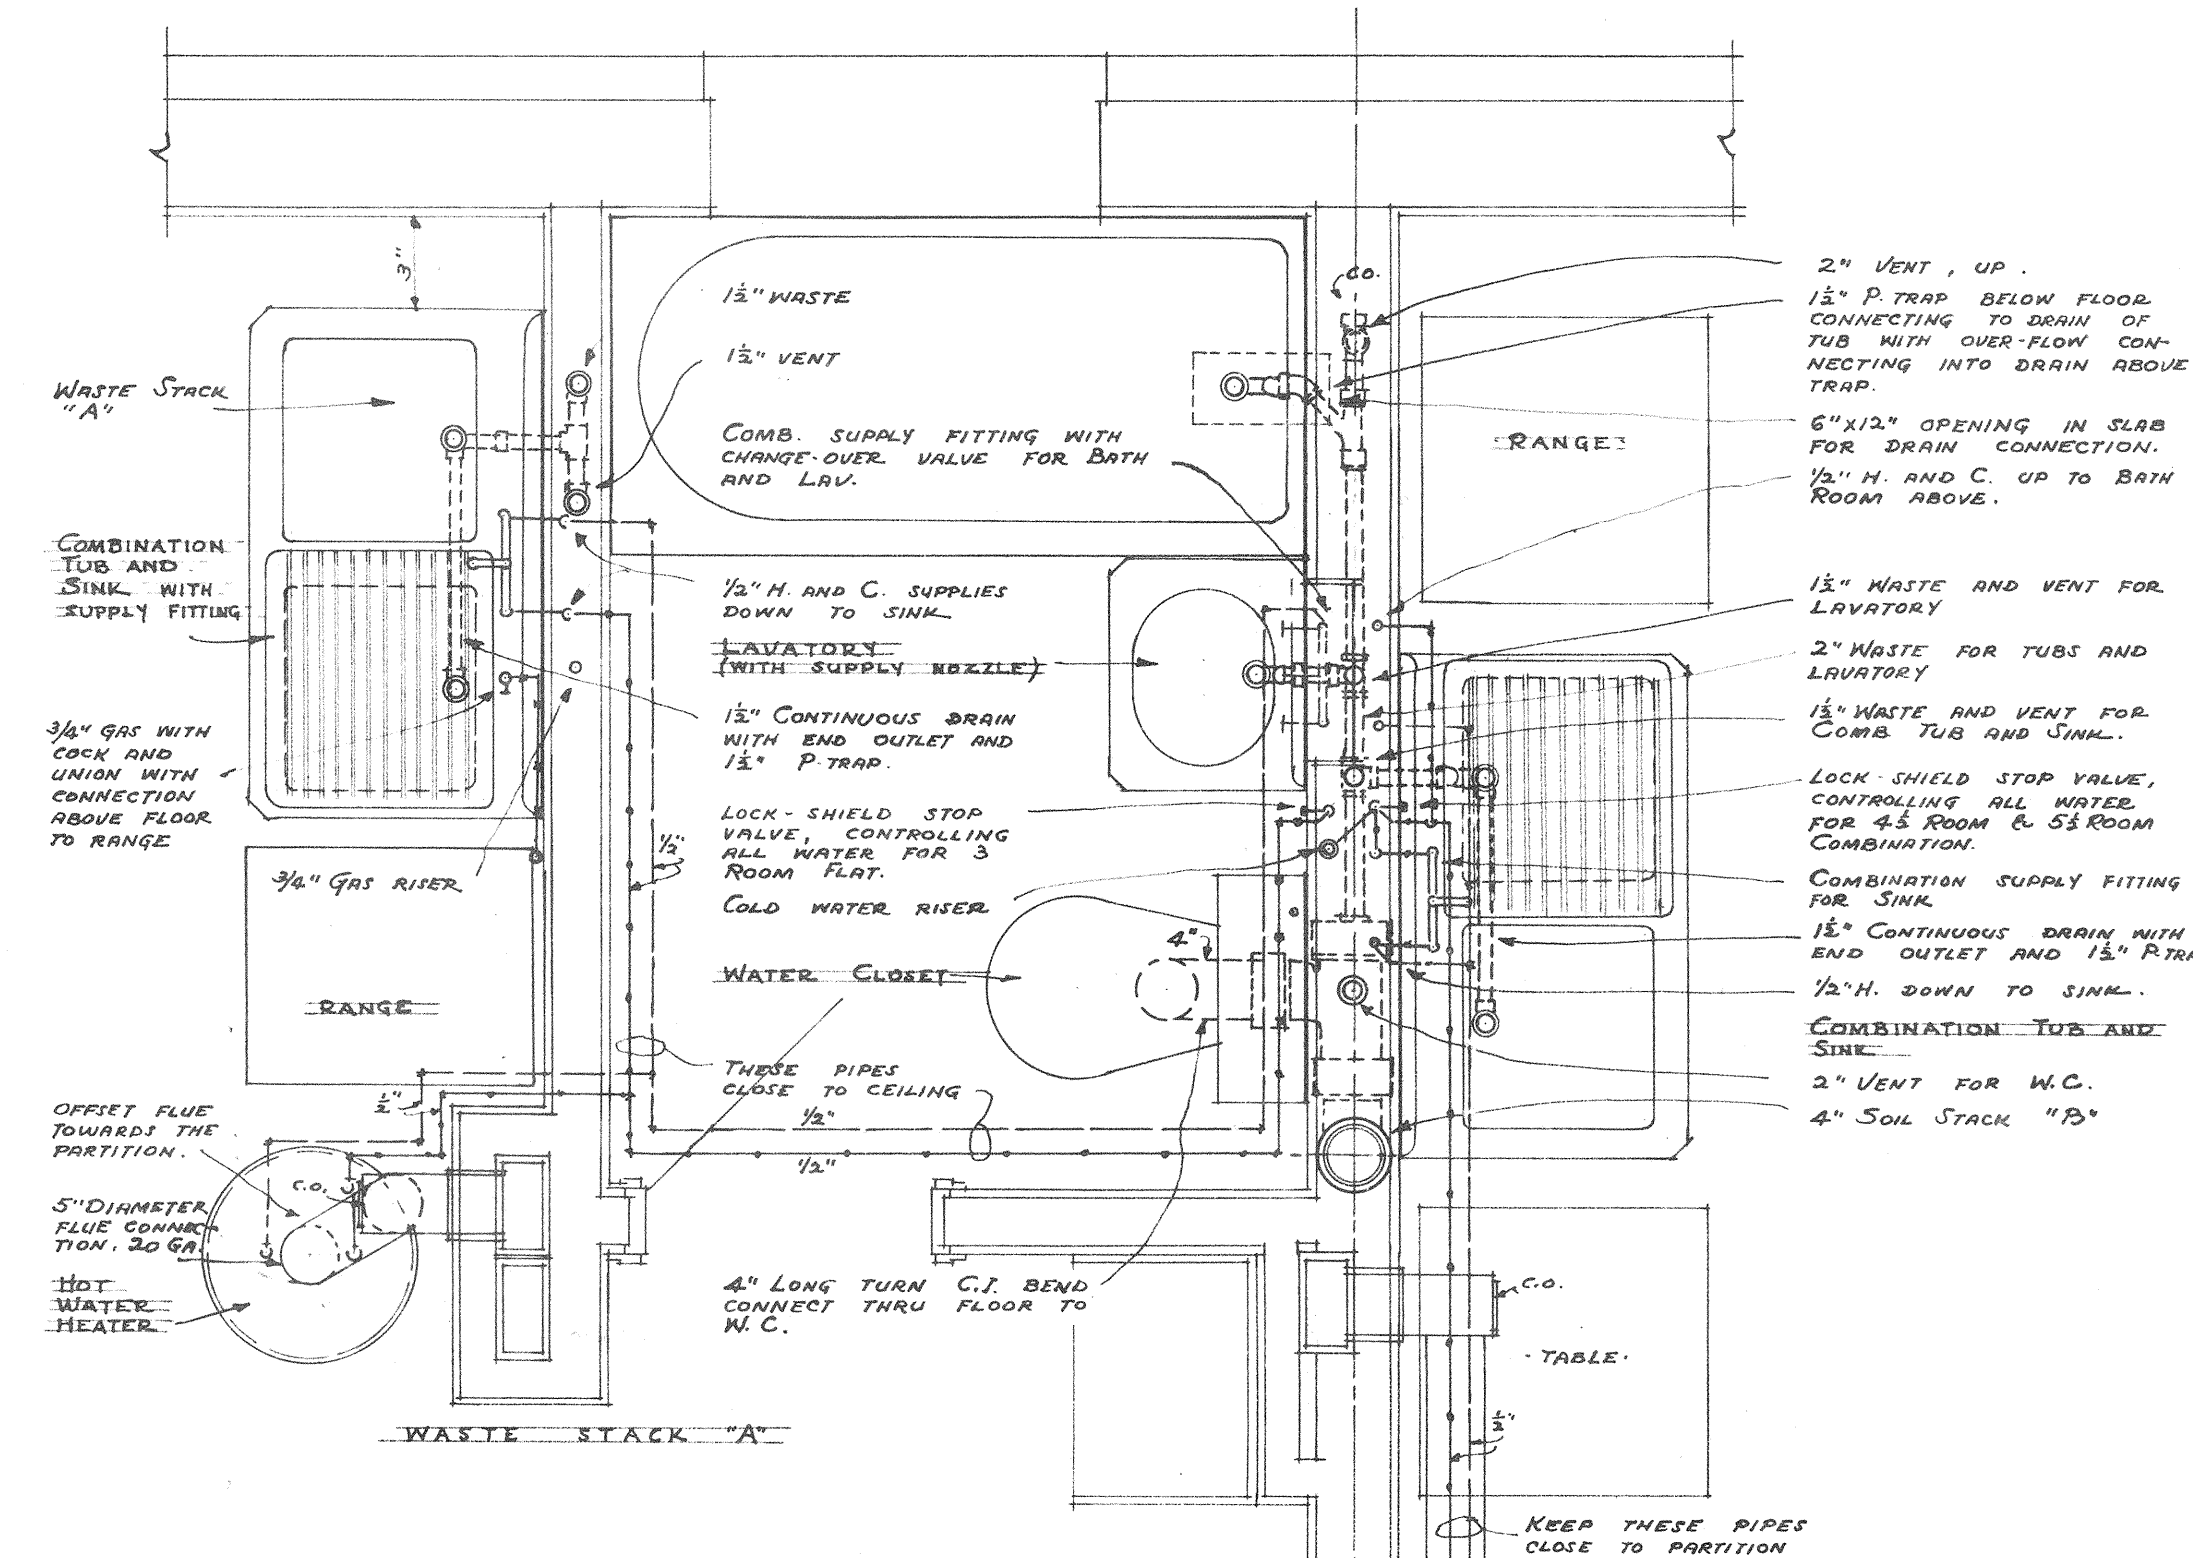 C.O.
2" VENT, UP.
1½" P. TRAP BELOW FLOOR
CONNECTING TO DRAIN OF
TUB WITH OVER-FLOW CON-
NECTING INTO DRAIN ABOVE
TRAP.
6"X12" OPENING IN SLAB
FOR DRAIN CONNECTION.
1/2" H. AND C. UP TO BATH
ROOM ABOVE.
1½" WASTE AND VENT FOR
LAVATORY
2" WASTE FOR TUBS AND
LAVATORY
1½" WASTE AND VENT FOR
COMB TUB AND SINK.
LOCK-SHIELD STOP VALVE,
CONTROLLING ALL WATER
FOR 4½ ROOM & 5½ ROOM
COMBINATION.
COMBINATION SUPPLY FITTING
FOR SINK
1½" CONTINUOUS DRAIN WITH
END OUTLET AND 1½" P. TRA
1/2" H. DOWN TO SINK.
COMBINATION TUB AND
SINK
2" VENT FOR W.C.
4" SOIL STACK "B"
RANGE
C.O.
TABLE
½"
KEEP THESE PIPES
CLOSE TO PARTITION
3"
1½" WASTE
1½" VENT
COMB. SUPPLY FITTING WITH
CHANGE-OVER VALVE FOR BATH
AND LAV.
1/2" H. AND C. SUPPLIES
DOWN TO SINK
LAVATORY
(WITH SUPPLY NOZZLE)
1½" CONTINUOUS DRAIN
WITH END OUTLET AND
1½" P. TRAP.
LOCK-SHIELD STOP
VALVE, CONTROLLING
ALL WATER FOR 3
ROOM FLAT.
COLD WATER RISER
4"
WATER CLOSET
THESE PIPES
CLOSE TO CEILING
1/2"
1/2"
1/2"
4" LONG TURN C.I. BEND
CONNECT THRU FLOOR TO
W.C.
WASTE STACK
"A"
COMBINATION
TUB AND
SINK WITH
SUPPLY FITTING
3/4" GAS WITH
COCK AND
UNION WITH
CONNECTION
ABOVE FLOOR
TO RANGE
3/4" GAS RISER
RANGE
½"
OFFSET FLUE
TOWARDS THE
PARTITION.
C.O.
5" DIAMETER
FLUE CONNEC-
TION. 20 GA.
HOT
WATER
HEATER
WASTE STACK "A"